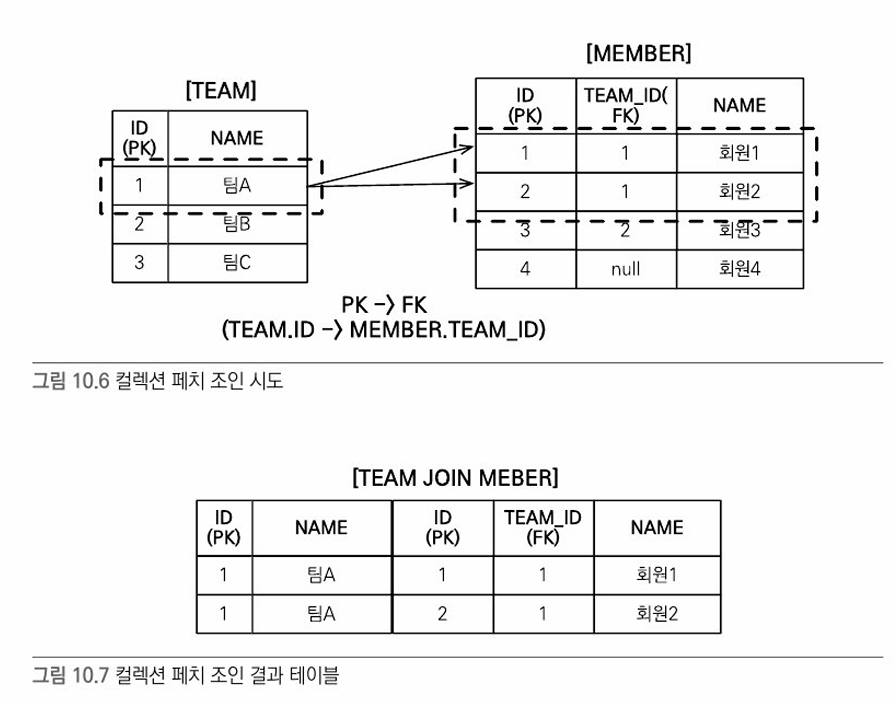 [TEAM]
ID
(PK)
NAME
1 팀A
2 팀B
3 팀C
[MEMBER]
ID
(PK)
TEAM_ID(
FK)
NAME
1 1 회원1
2 1 회원2
3 2 회원3
4 null 회원4
PK -> FK
(TEAM.ID -> MEMBER.TEAM_ID)
그림 10.6 컬렉션 페치 조인 시도
[TEAM JOIN MEBER]
ID
(PK)
NAME
ID
(PK)
TEAM_ID
(FK)
NAME
1 팀A 1 1 회원1
1 팀A 2 1 회원2
그림 10.7 컬렉션 페치 조인 결과 테이블